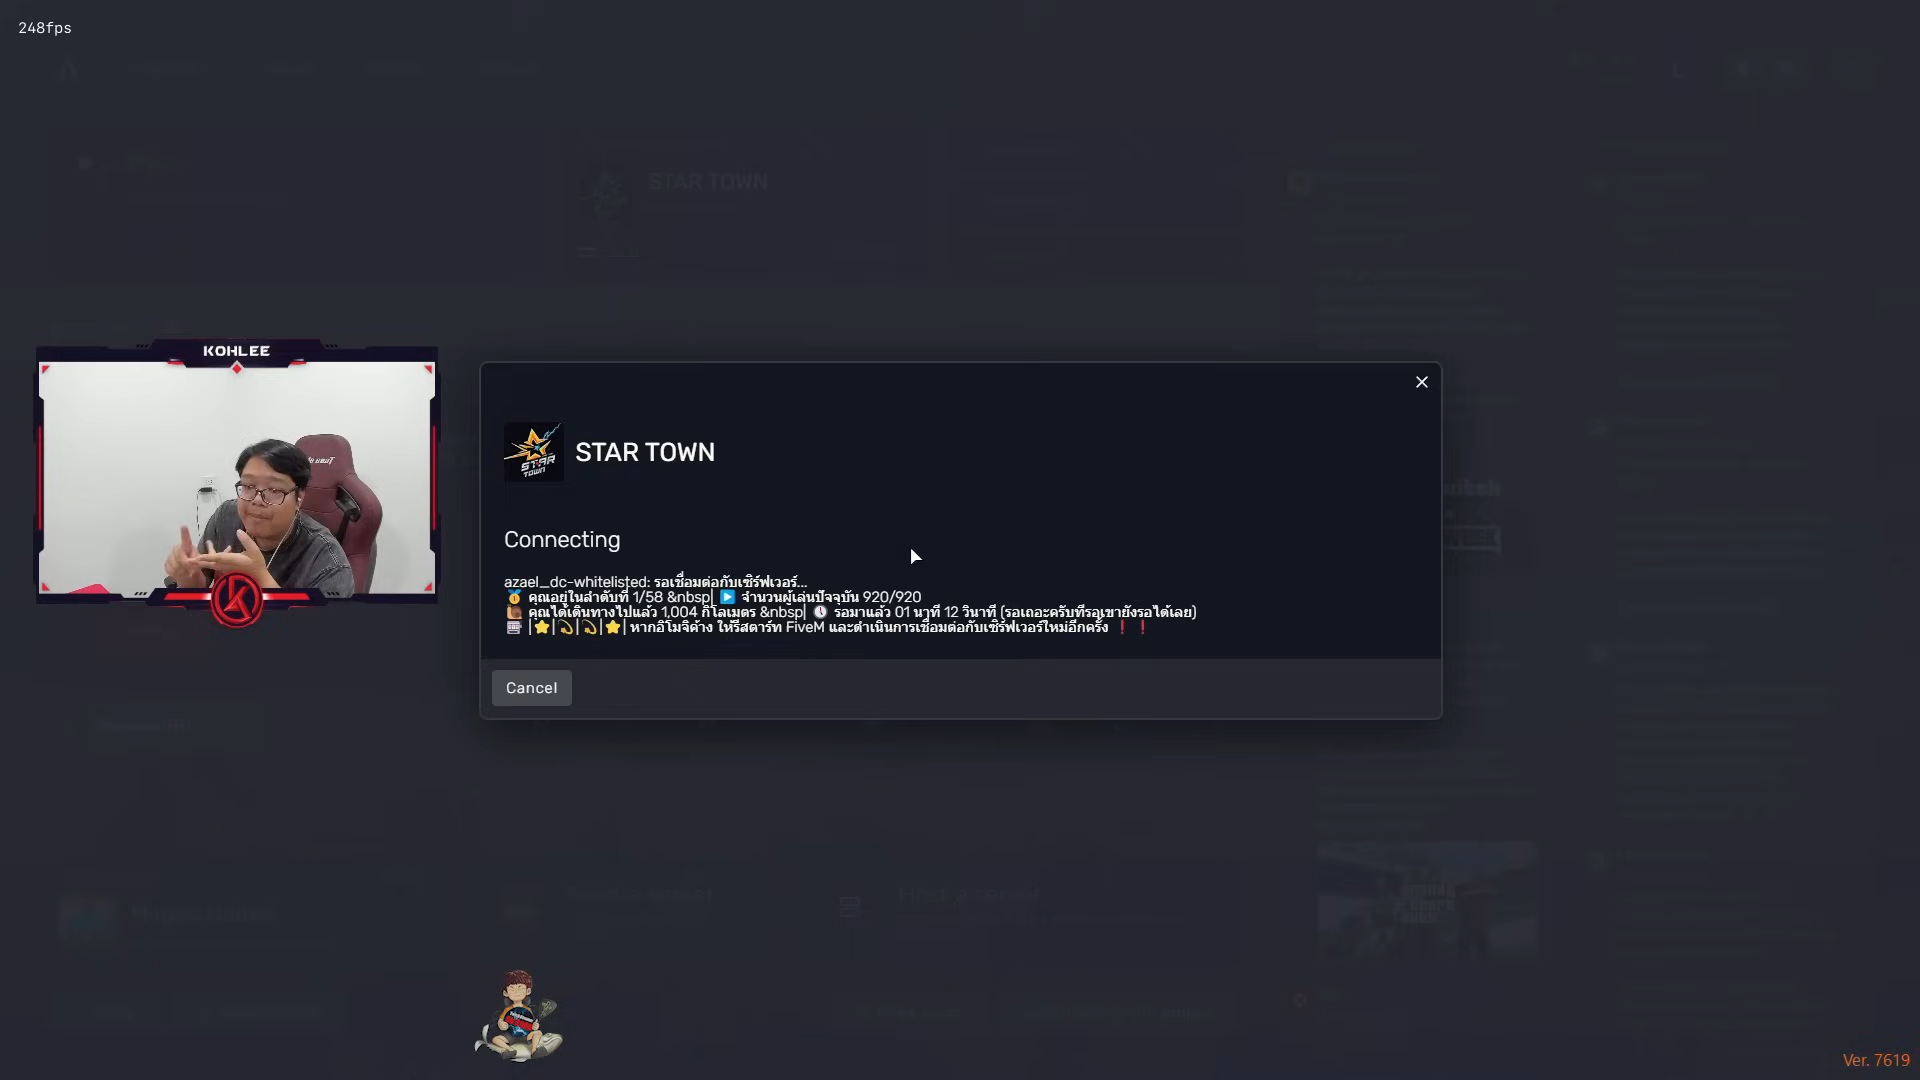 248fps
STAR TOWN
KOHLEE
STAR TOWN
STAR TOWN
Connecting
azael_dc-whitelisted: รอเชื่อมต่อกับเซิร์ฟเวอร์...
🏅 คุณอยู่ในลำดับที่ 1/58 &nbsp| ▶️ จำนวนผู้เล่นปัจจุบัน 920/920
🐌 คุณได้เดินทางไปแล้ว 1,004 กิโลเมตร &nbsp| 🕔 รอมาแล้ว 01 นาที 12 วินาที (รอเถอะครับทีรอเขายังรอได้เลย)
🎰 |⭐|💫|💫|⭐| หากอิโมจิค้าง ให้รีสตาร์ท FiveM และดำเนินการเชื่อมต่อกับเซิร์ฟเวอร์ใหม่อีกครั้ง ❗ ❗
Cancel
Ver. 7619